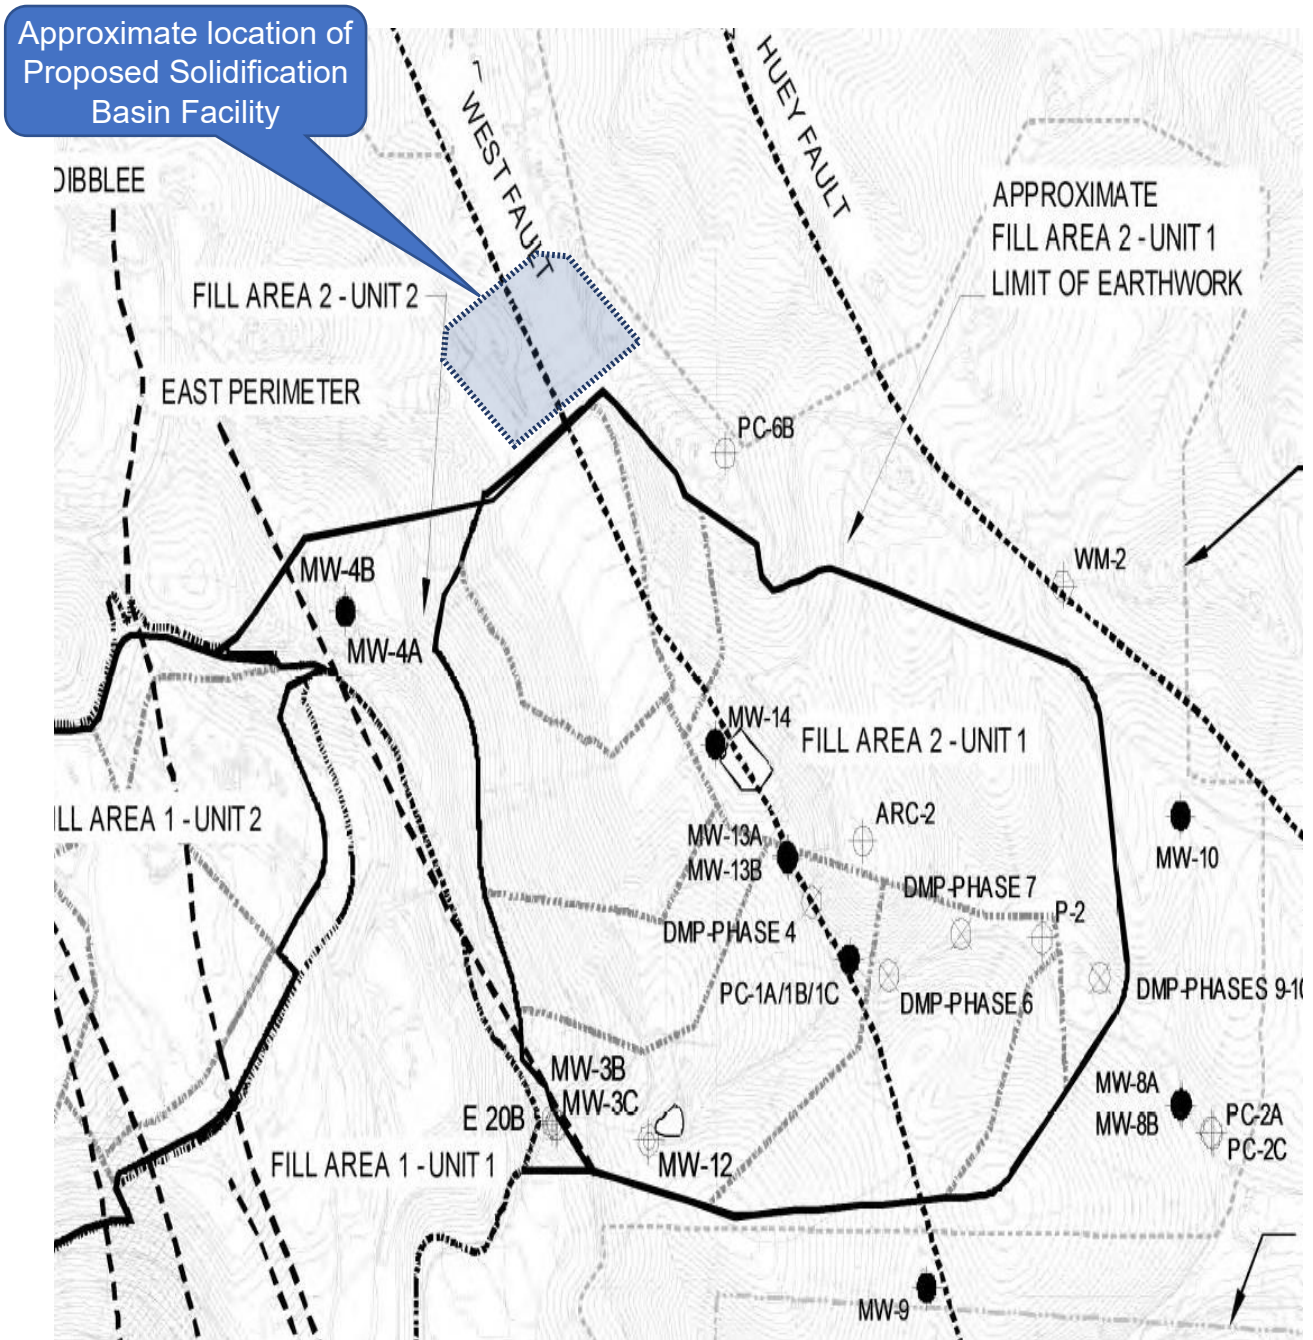 Approximate location of
Proposed Solidification
Basin Facility
WEST FAULT
HUEY FAULT
DIBBLEE
APPROXIMATE
FILL AREA 2 - UNIT 1
LIMIT OF EARTHWORK
FILL AREA 2 - UNIT 2
EAST PERIMETER
PC-6B
WM-2
MW-4B
MW-4A
MW-14
FILL AREA 2 - UNIT 1
ILL AREA 1 - UNIT 2
ARC-2
MW-13A
MW-13B
MW-10
DMP-PHASE 7
P-2
DMP-PHASE 4
PC-1A/1B/1C
DMP-PHASE 6
DMP-PHASES 9-10
MW-3B
MW-3C
E 20B
MW-8A
MW-8B
PC-2A
PC-2C
FILL AREA 1 - UNIT 1
MW-12
MW-9